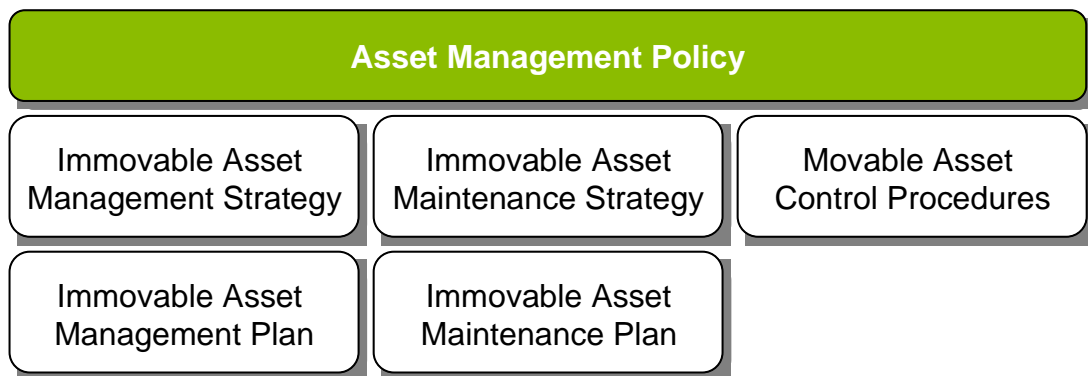 Asset Management Policy
Immovable Asset
Management Strategy
Immovable Asset
Maintenance Strategy
Movable Asset
Control Procedures
Immovable Asset
Management Plan
Immovable Asset
Maintenance Plan